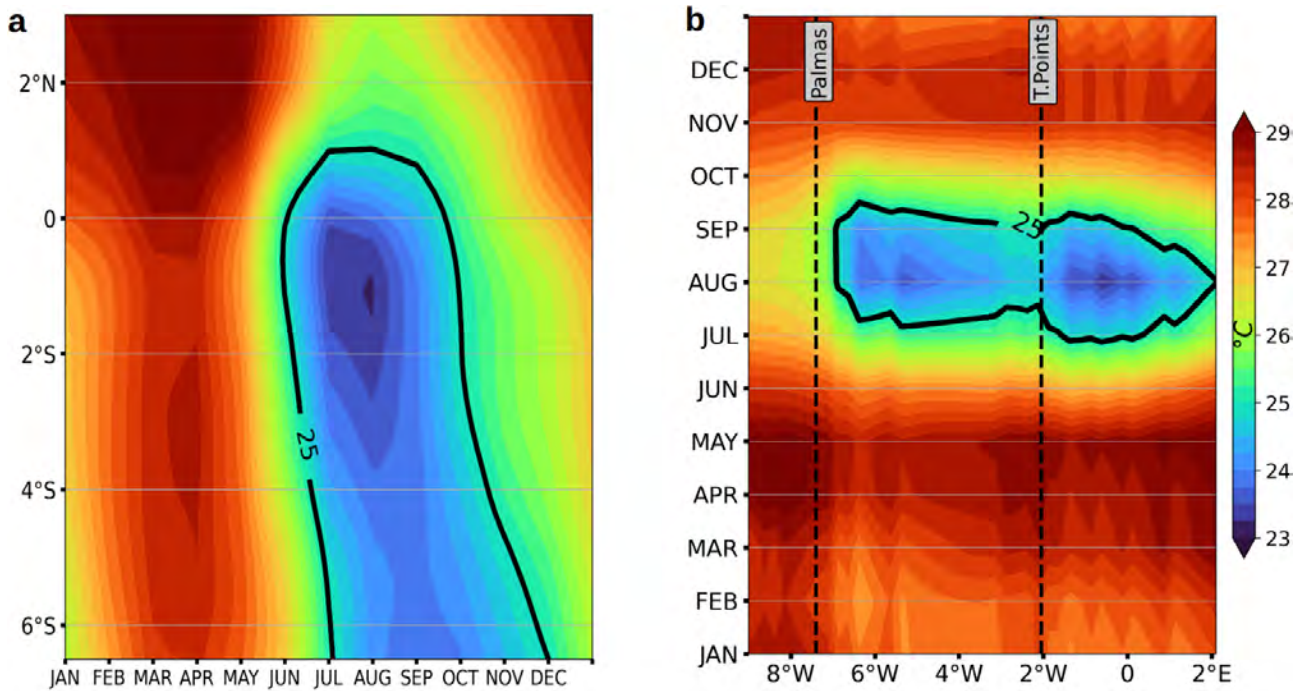 a
2°N
0
2°S
4°S
6°S
25
JAN FEB MAR APR MAY JUN JUL AUG SEP OCT NOV DEC
b
DEC
NOV
OCT
SEP
AUG
JUL
JUN
MAY
APR
MAR
FEB
JAN
Palmas
T.Points
25
8°W 6°W 4°W 2°W 0 2°E
29
28
27
26
25
24
23
°C